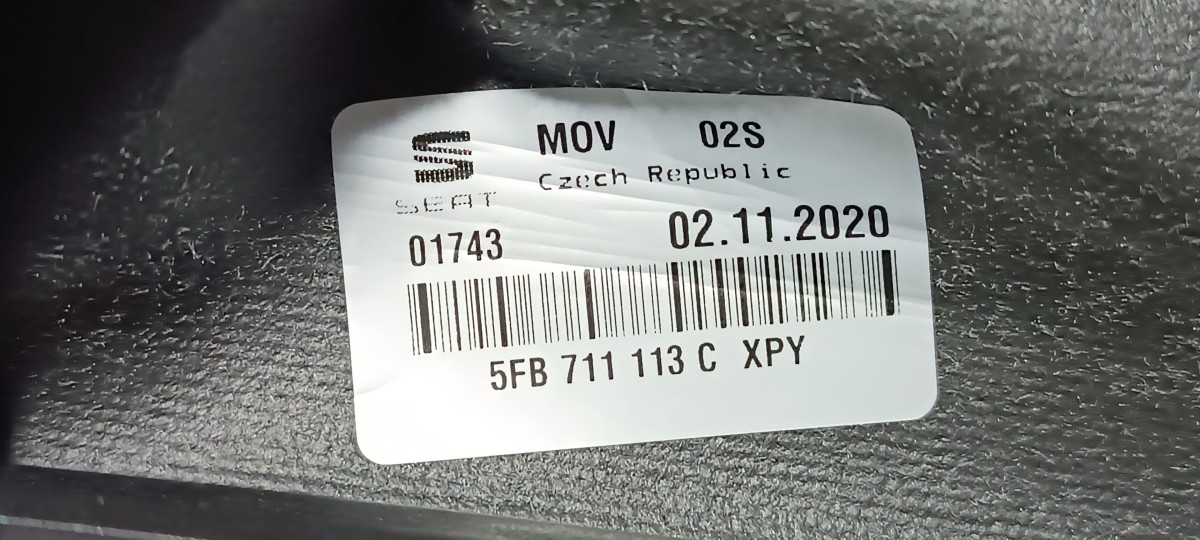 MOV 02S
Czech Republic
SEAT
01743 02.11.2020
5FB 711 113 C XPY